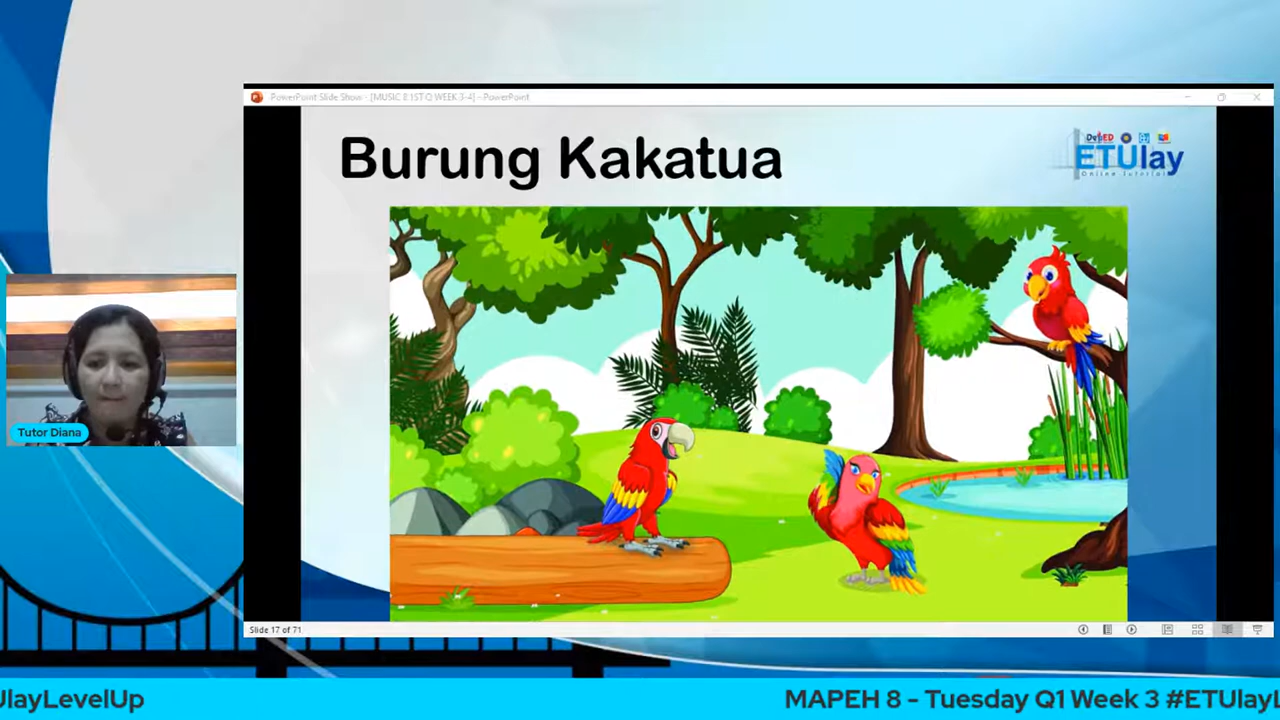 PowerPoint Slide Show - [MUSIC 8:1ST Q WEEK 3-4] - PowerPoint
Burung Kakatua
DepED
ETUlay
Online Tutorial
Tutor Diana
Slide 17 of 71
UlayLevelUp
MAPEH 8 - Tuesday Q1 Week 3 #ETUlayL